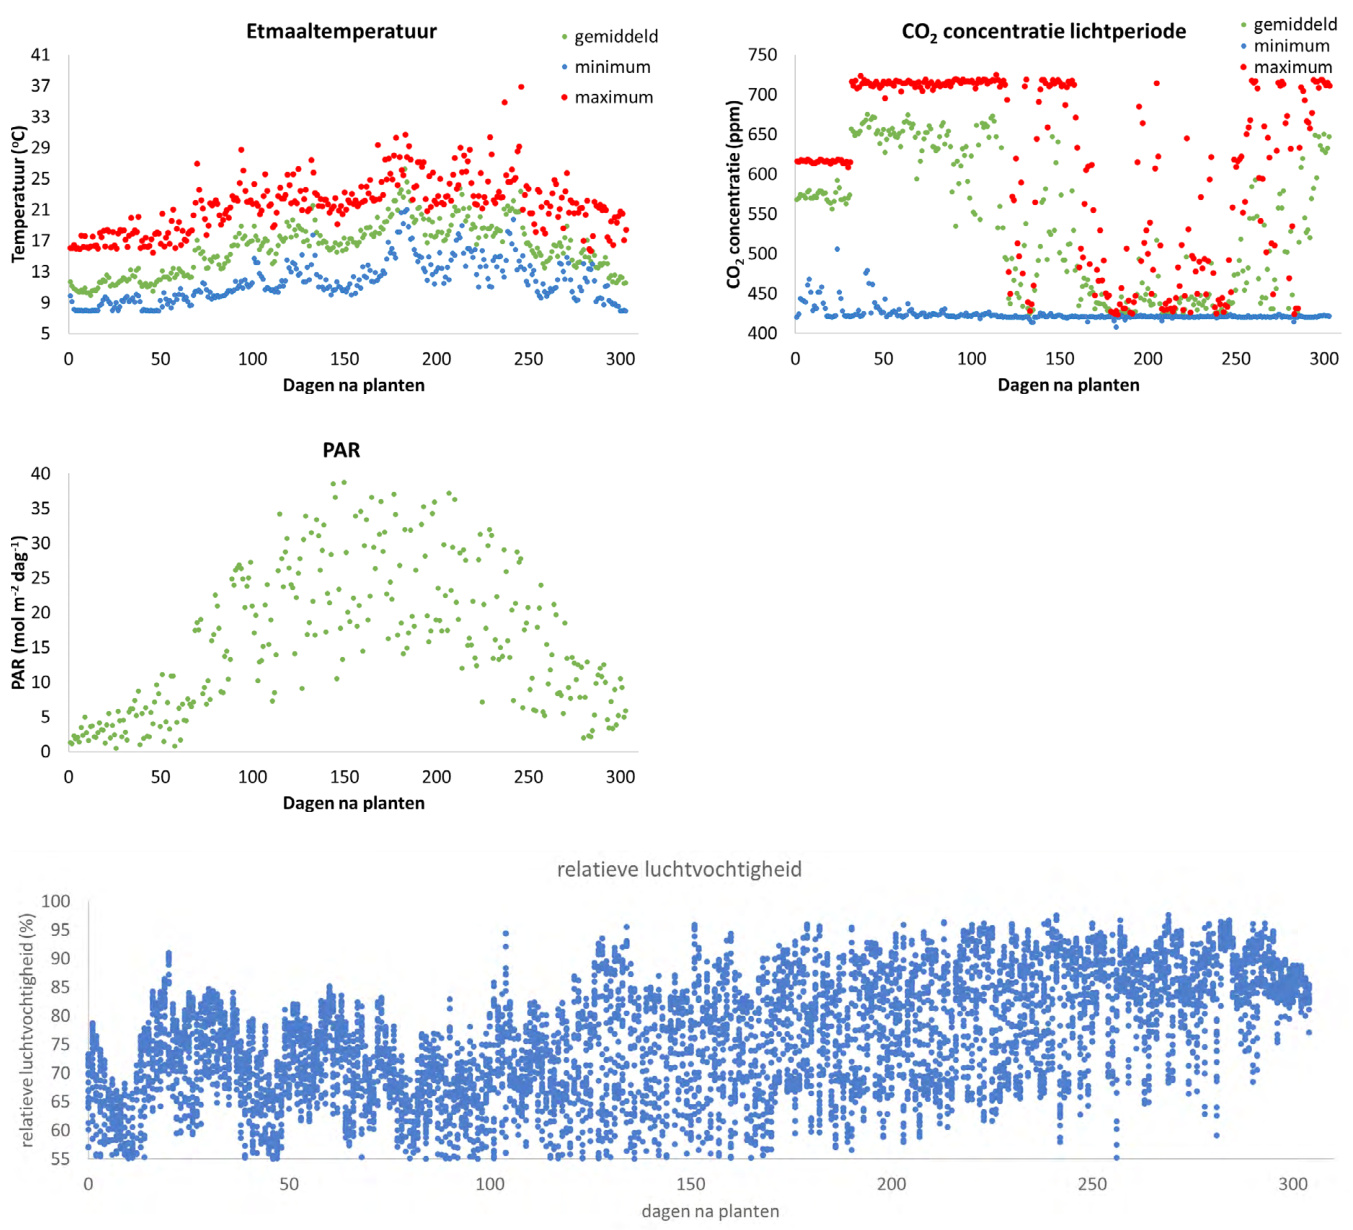 Etmaaltemperatuur
gemiddeld
minimum
maximum
41
37
33
29
25
21
17
13
9
5
Temperatuur (ºC)
0 50 100 150 200 250 300
Dagen na planten
CO₂ concentratie lichtperiode
gemiddeld
minimum
maximum
750
700
650
600
550
500
450
400
CO₂ concentratie (ppm)
0 50 100 150 200 250 300
Dagen na planten
PAR
40
35
30
25
20
15
10
5
0
PAR (mol m⁻² dag⁻¹)
0 50 100 150 200 250 300
Dagen na planten
relatieve luchtvochtigheid
100
95
90
85
80
75
70
65
60
55
relatieve luchtvochtigheid (%)
0 50 100 150 200 250 300
dagen na planten